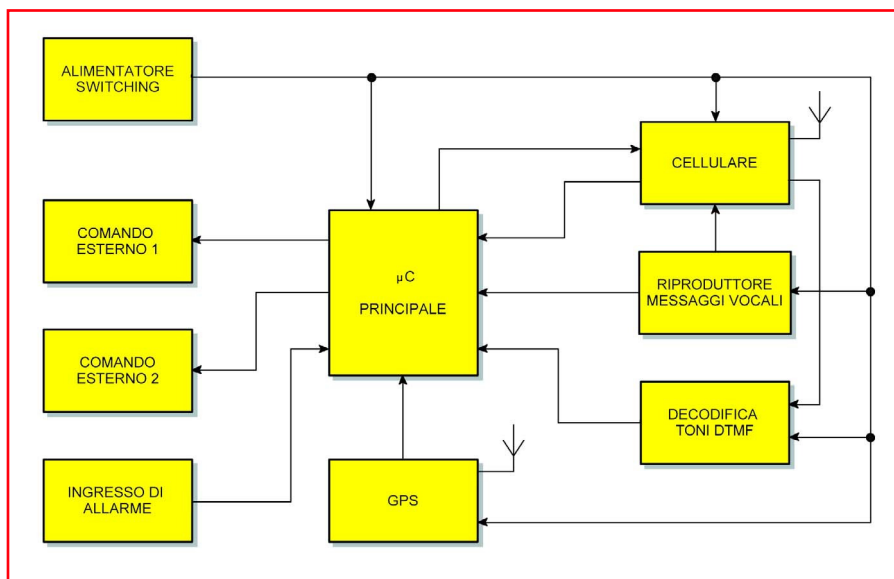 ALIMENTATORE
SWITCHING
CELLULARE
COMANDO
ESTERNO 1
µC
PRINCIPALE
RIPRODUTTORE
MESSAGGI VOCALI
COMANDO
ESTERNO 2
DECODIFICA
TONI DTMF
INGRESSO DI
ALLARME
GPS